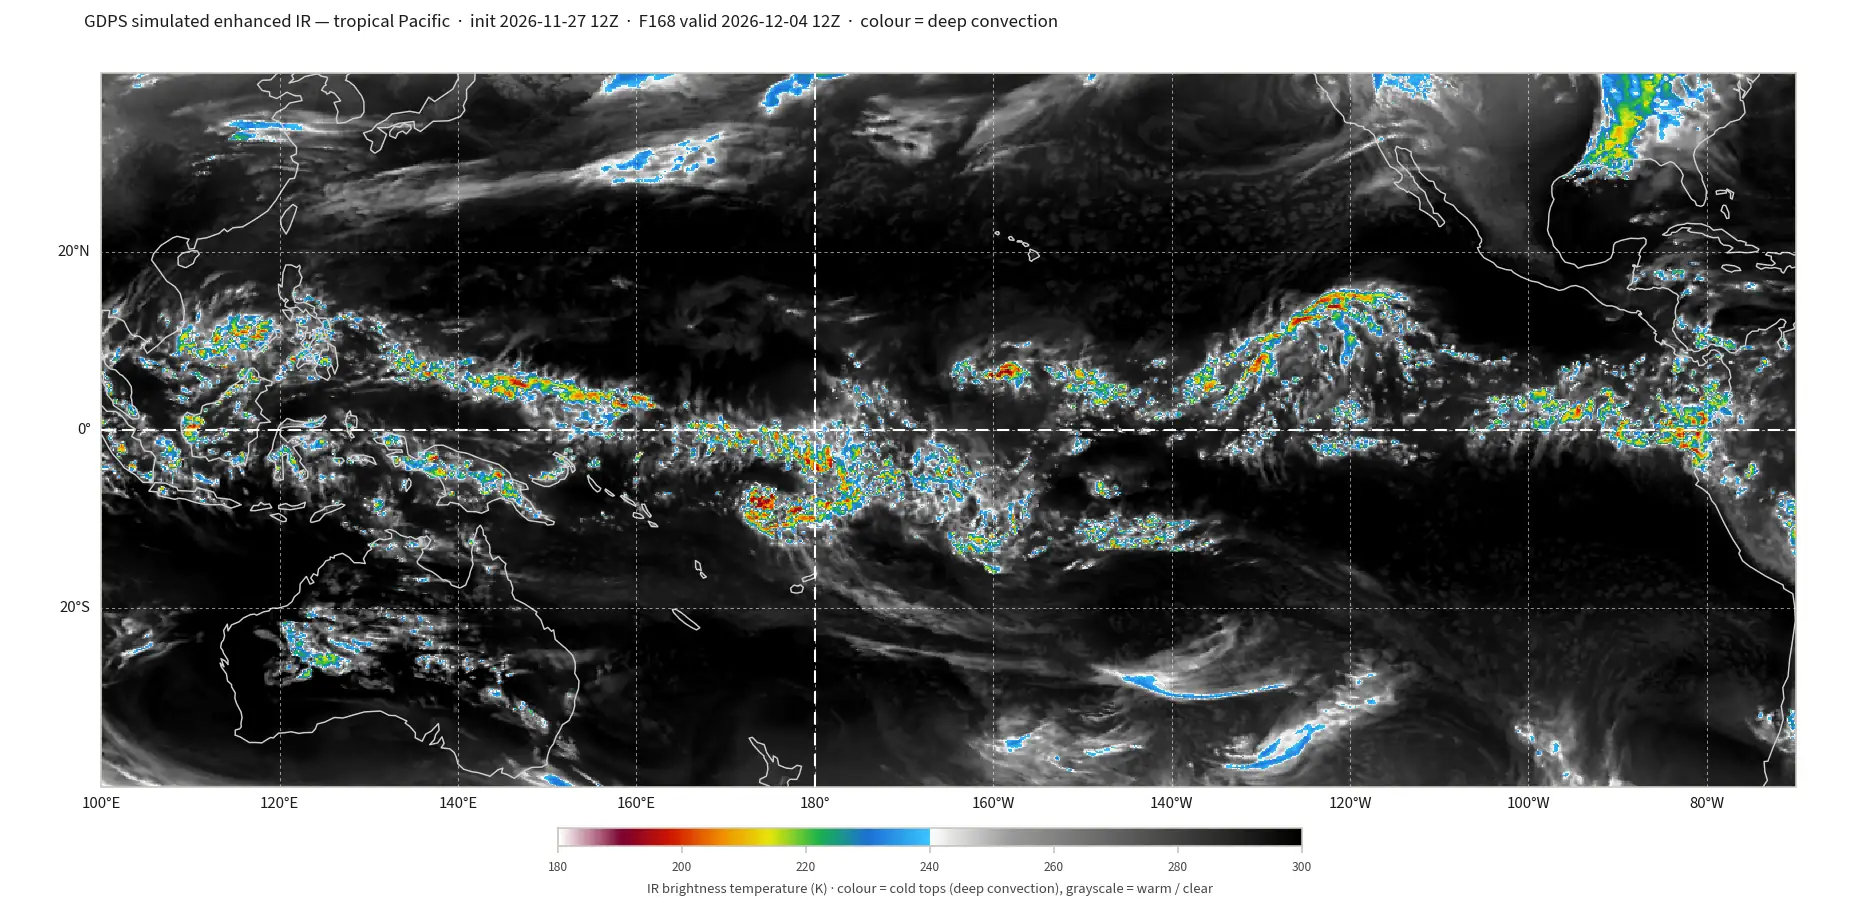 GDPS simulated enhanced IR — tropical Pacific · init 2026-11-27 12Z · F168 valid 2026-12-04 12Z · colour = deep convection
20°N
0°
20°S
100°E 120°E 140°E 160°E 180° 160°W 140°W 120°W 100°W 80°W
180 200 220 240 260 280 300
IR brightness temperature (K) · colour = cold tops (deep convection), grayscale = warm / clear